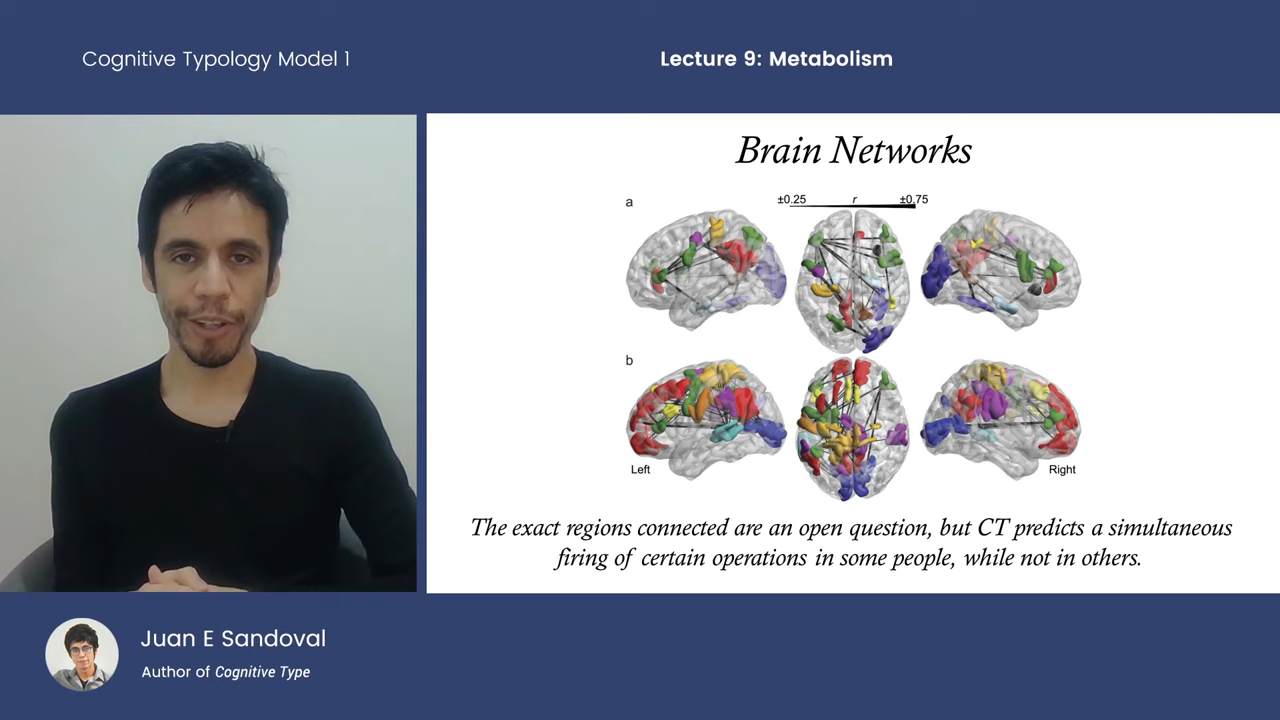 Cognitive Typology Model 1
Lecture 9: Metabolism
Brain Networks
a
±0.25
r
±0.75
b
Left
Right
The exact regions connected are an open question, but CT predicts a simultaneous
firing of certain operations in some people, while not in others.
Juan E Sandoval
Author of Cognitive Type